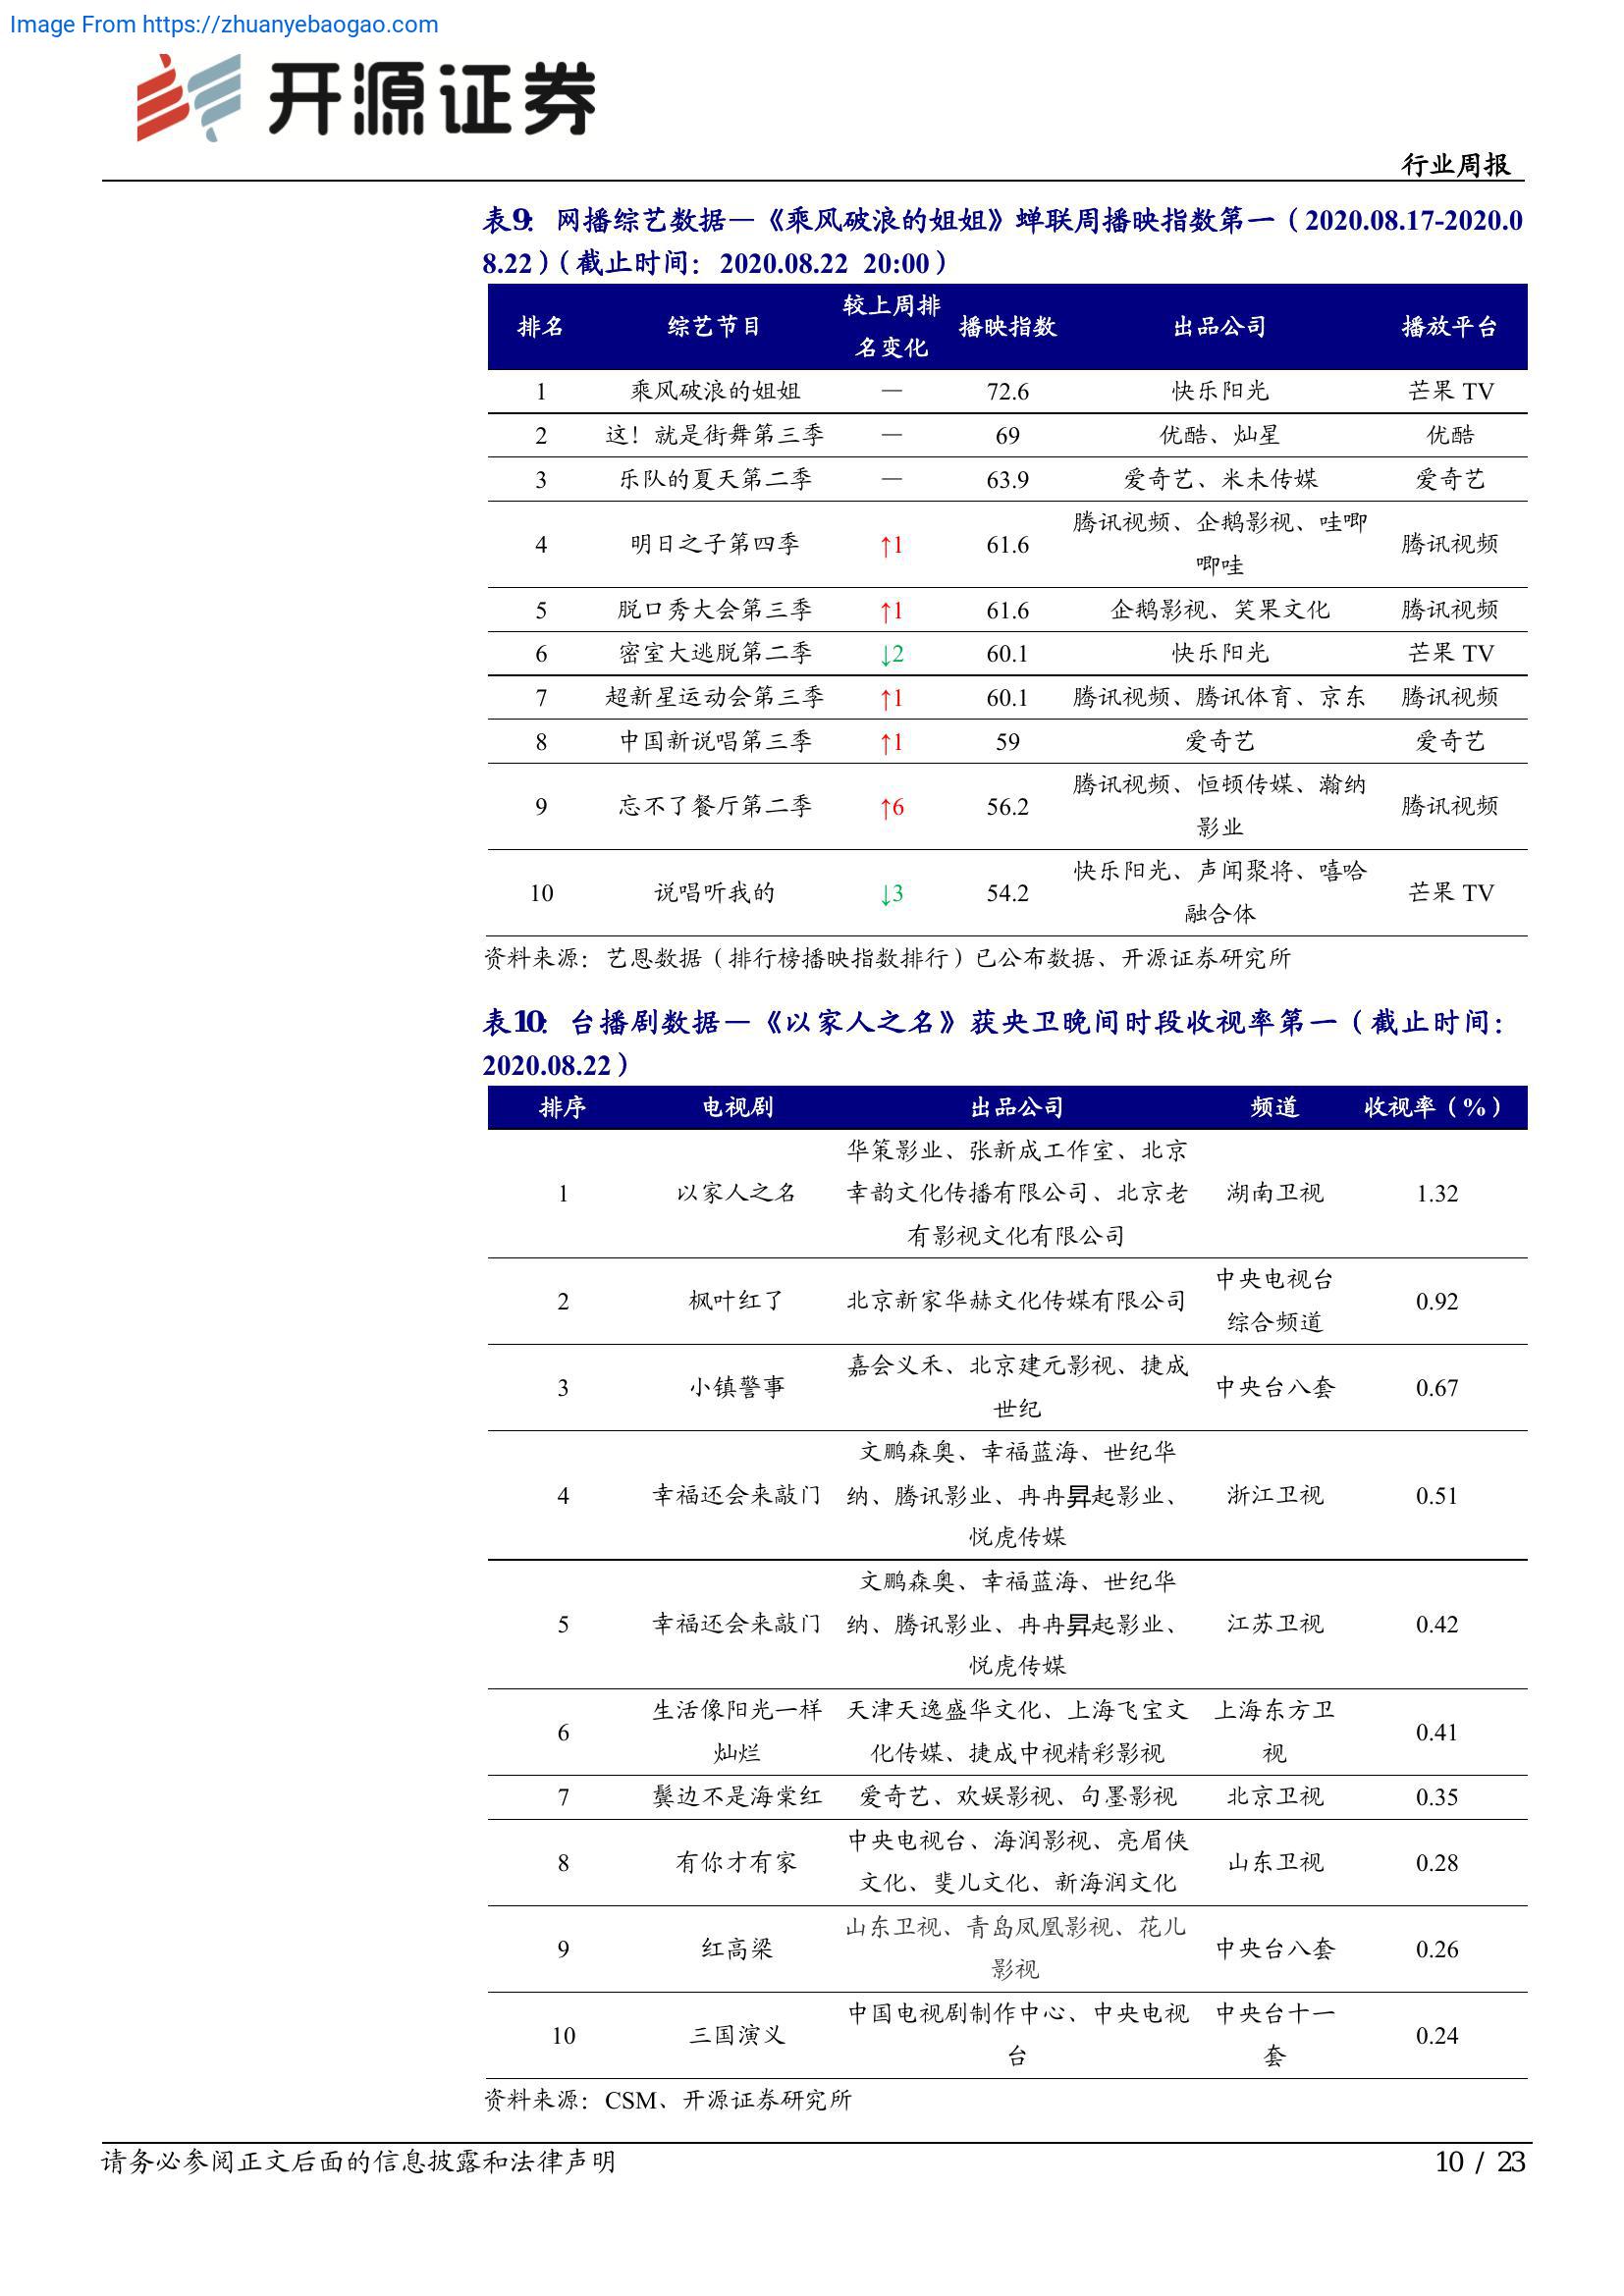 Image From https://zhuanyebaogao.com
开源证券
行业周报
表9: 网播综艺数据—《乘风破浪的姐姐》蝉联周播映指数第一（2020.08.17-2020.0
8.22）（截止时间：2020.08.22 20:00）
排名 综艺节目 较上周排名变化 播映指数 出品公司 播放平台
1 乘风破浪的姐姐 — 72.6 快乐阳光 芒果 TV
2 这！就是街舞第三季 — 69 优酷、灿星 优酷
3 乐队的夏天第二季 — 63.9 爱奇艺、米未传媒 爱奇艺
4 明日之子第四季 ↑1 61.6 腾讯视频、企鹅影视、哇唧唧哇 腾讯视频
5 脱口秀大会第三季 ↑1 61.6 企鹅影视、笑果文化 腾讯视频
6 密室大逃脱第二季 ↓2 60.1 快乐阳光 芒果 TV
7 超新星运动会第三季 ↑1 60.1 腾讯视频、腾讯体育、京东 腾讯视频
8 中国新说唱第三季 ↑1 59 爱奇艺 爱奇艺
9 忘不了餐厅第二季 ↑6 56.2 腾讯视频、恒顿传媒、瀚纳影业 腾讯视频
10 说唱听我的 ↓3 54.2 快乐阳光、声闻聚将、嘻哈融合体 芒果 TV
资料来源：艺恩数据（排行榜播映指数排行）已公布数据、开源证券研究所
表10: 台播剧数据—《以家人之名》获央卫晚间时段收视率第一（截止时间：
2020.08.22）
排序 电视剧 出品公司 频道 收视率（%）
1 以家人之名 华策影业、张新成工作室、北京幸韵文化传播有限公司、北京老有影视文化有限公司 湖南卫视 1.32
2 枫叶红了 北京新家华赫文化传媒有限公司 中央电视台综合频道 0.92
3 小镇警事 嘉会义禾、北京建元影视、捷成世纪 中央台八套 0.67
4 幸福还会来敲门 文鹏森奥、幸福蓝海、世纪华纳、腾讯影业、冉冉昇起影业、悦虎传媒 浙江卫视 0.51
5 幸福还会来敲门 文鹏森奥、幸福蓝海、世纪华纳、腾讯影业、冉冉昇起影业、悦虎传媒 江苏卫视 0.42
6 生活像阳光一样灿烂 天津天逸盛华文化、上海飞宝文化传媒、捷成中视精彩影视 上海东方卫视 0.41
7 鬓边不是海棠红 爱奇艺、欢娱影视、句墨影视 北京卫视 0.35
8 有你才有家 中央电视台、海润影视、亮眉侠文化、斐儿文化、新海润文化 山东卫视 0.28
9 红高粱 山东卫视、青岛凤凰影视、花儿影视 中央台八套 0.26
10 三国演义 中国电视剧制作中心、中央电视台 中央台十一套 0.24
资料来源：CSM、开源证券研究所
请务必参阅正文后面的信息披露和法律声明
10 / 23